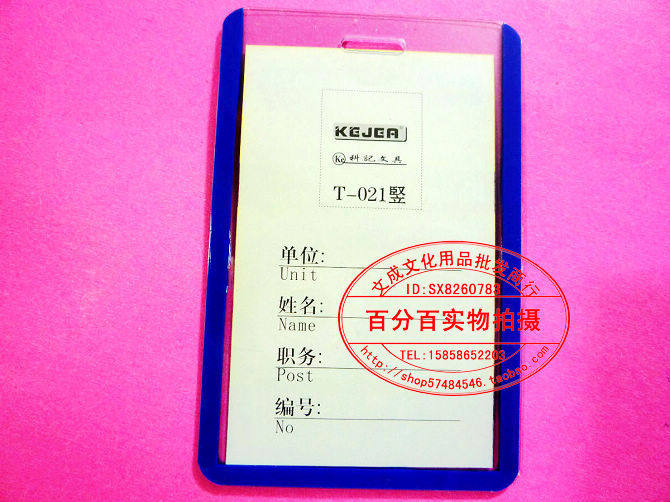 KEJEA®
Ke 科记文具
T-021竖
单位:
Unit
姓名:
Name
职务:
Post
编号:
No
文成文化用品批发商行
ID:SX8260783
百分百实物拍摄
TEL:15858652203
http://shop57484546.taobao.com